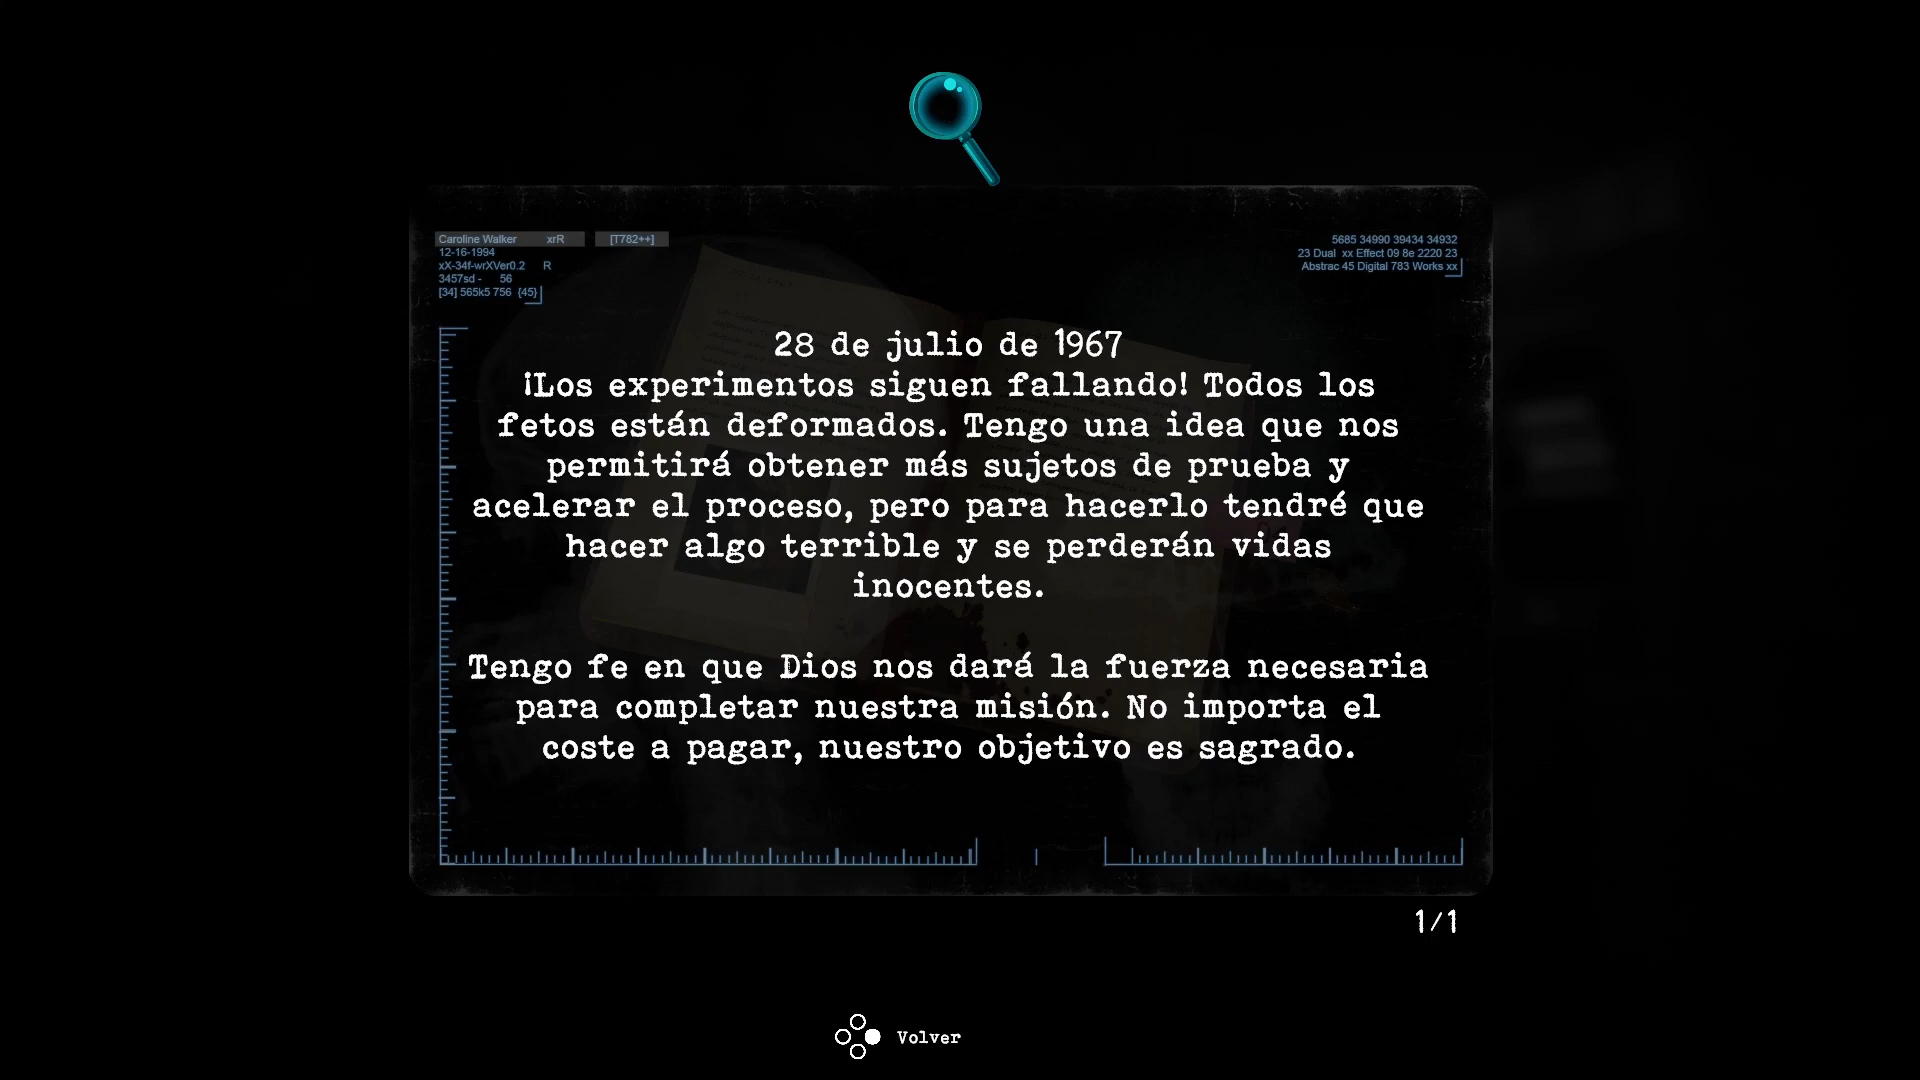 Caroline Walker xrR [T782++]
12-16-1994
xX-34f-wrXVer0.2 R
3457sd - 56
[34] 565k5 756 {45}
5685 34990 39434 34932
23 Dual xx Effect 09 8e 2220 23
Abstrac 45 Digital 783 Works xx
28 de julio de 1967
¡Los experimentos siguen fallando! Todos los
fetos están deformados. Tengo una idea que nos
permitirá obtener más sujetos de prueba y
acelerar el proceso, pero para hacerlo tendré que
hacer algo terrible y se perderán vidas
inocentes.
Tengo fe en que Dios nos dará la fuerza necesaria
para completar nuestra misión. No importa el
coste a pagar, nuestro objetivo es sagrado.
1/1
Volver